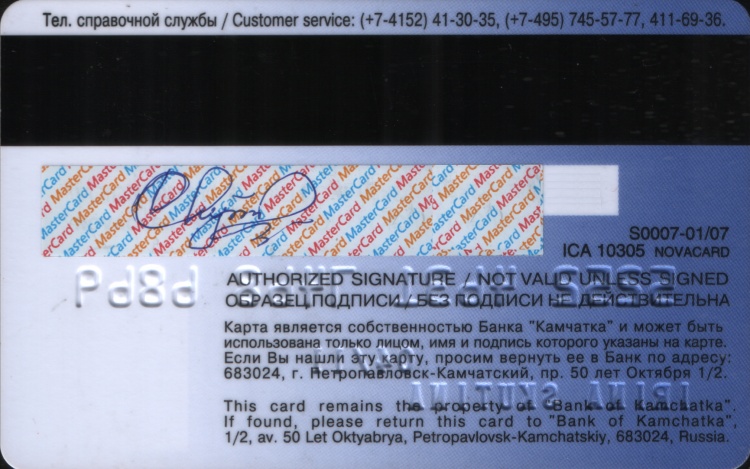 Тел. справочной службы / Customer service: (+7-4152) 41-30-35, (+7-495) 745-57-77, 411-69-36.
MasterCard
S0007-01/07
ICA 10305 NOVACARD
AUTHORIZED SIGNATURE / NOT VALID UNLESS SIGNED
ОБРАЗЕЦ ПОДПИСИ / БЕЗ ПОДПИСИ НЕ ДЕЙСТВИТЕЛЬНА
Карта является собственностью Банка "Камчатка" и может быть
использована только лицом, имя и подпись которого указаны на карте.
Если Вы нашли эту карту, просим вернуть ее в Банк по адресу:
683024, г. Петропавловск-Камчатский, пр. 50 лет Октября 1/2.
This card remains the property of "Bank of Kamchatka".
If found, please return this card to "Bank of Kamchatka",
1/2, av. 50 Let Oktyabrya, Petropavlovsk-Kamchatskiy, 683024, Russia.